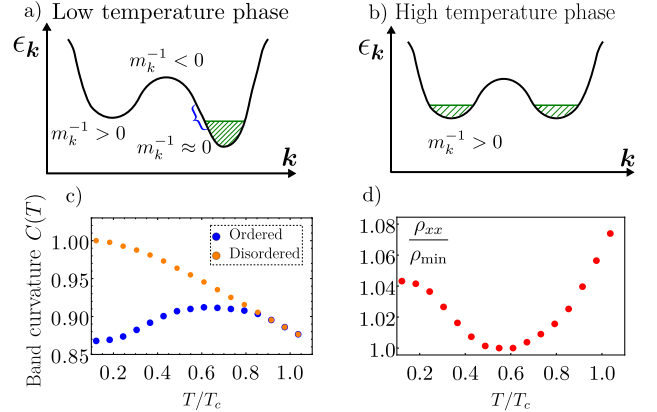 a) Low temperature phase
b) High temperature phase
ϵ_k
m_k^{-1} < 0
m_k^{-1} > 0
m_k^{-1} ≈ 0
k
ϵ_k
m_k^{-1} > 0
k
c)
Band curvature C(T)
1.00
0.95
0.90
0.85
Ordered
Disordered
0.2 0.4 0.6 0.8 1.0
T/T_c
d)
ρ_xx
ρ_min
1.08
1.06
1.04
1.02
1.0
0.2 0.4 0.6 0.8 1.0
T/T_c